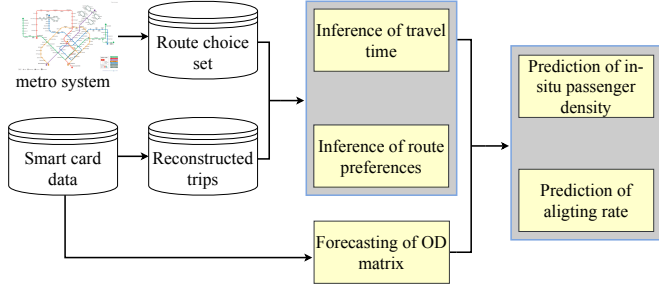 metro system
Route choice
set
Smart card
data
Reconstructed
trips
Inference of travel
time
Inference of route
preferences
Forecasting of OD
matrix
Prediction of in-
situ passenger
density
Prediction of
aligting rate